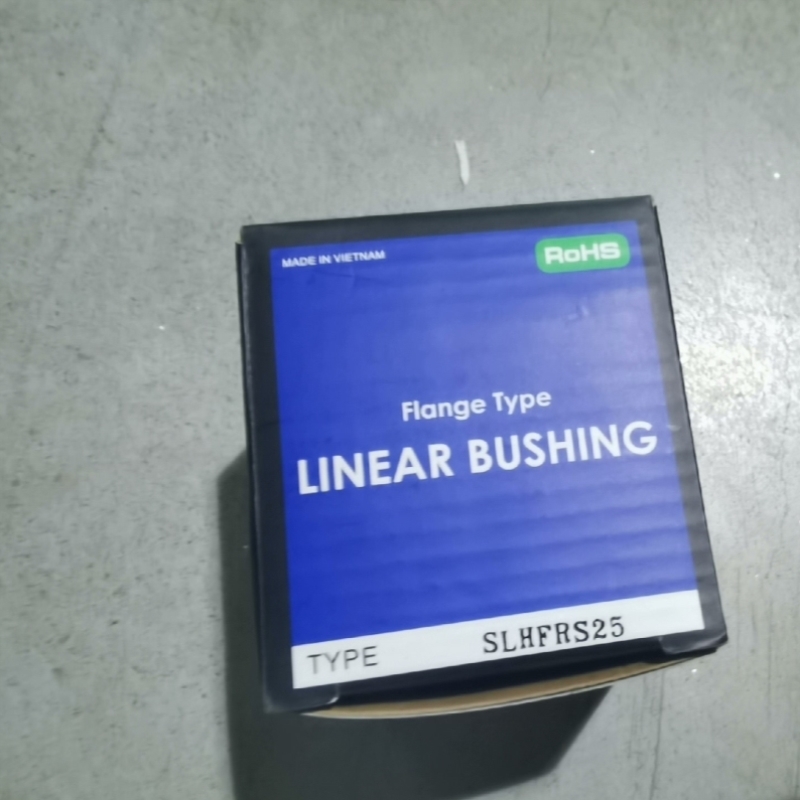 MADE IN VIETNAM
RoHS
Flange Type
LINEAR BUSHING
TYPE SLHFRS25